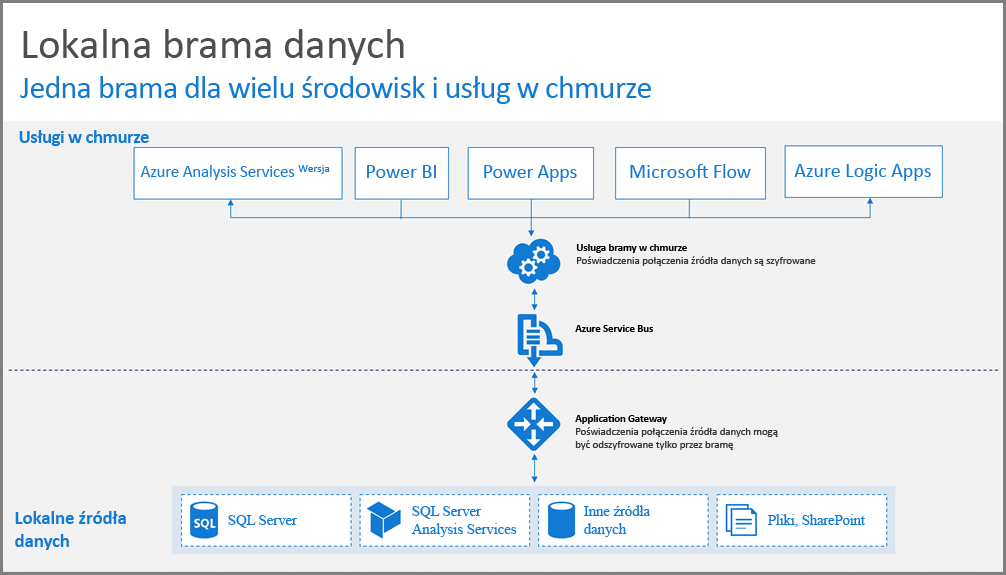 Lokalna brama danych
Jedna brama dla wielu środowisk i usług w chmurze
Usługi w chmurze
Azure Analysis Services Wersja
Power BI
Power Apps
Microsoft Flow
Azure Logic Apps
Usługa bramy w chmurze
Poświadczenia połączenia źródła danych są szyfrowane
Azure Service Bus
Application Gateway
Poświadczenia połączenia źródła danych mogą
być odszyfrowane tylko przez bramę
Lokalne źródła
danych
SQL
SQL Server
SQL Server
Analysis Services
Inne źródła
danych
Pliki, SharePoint